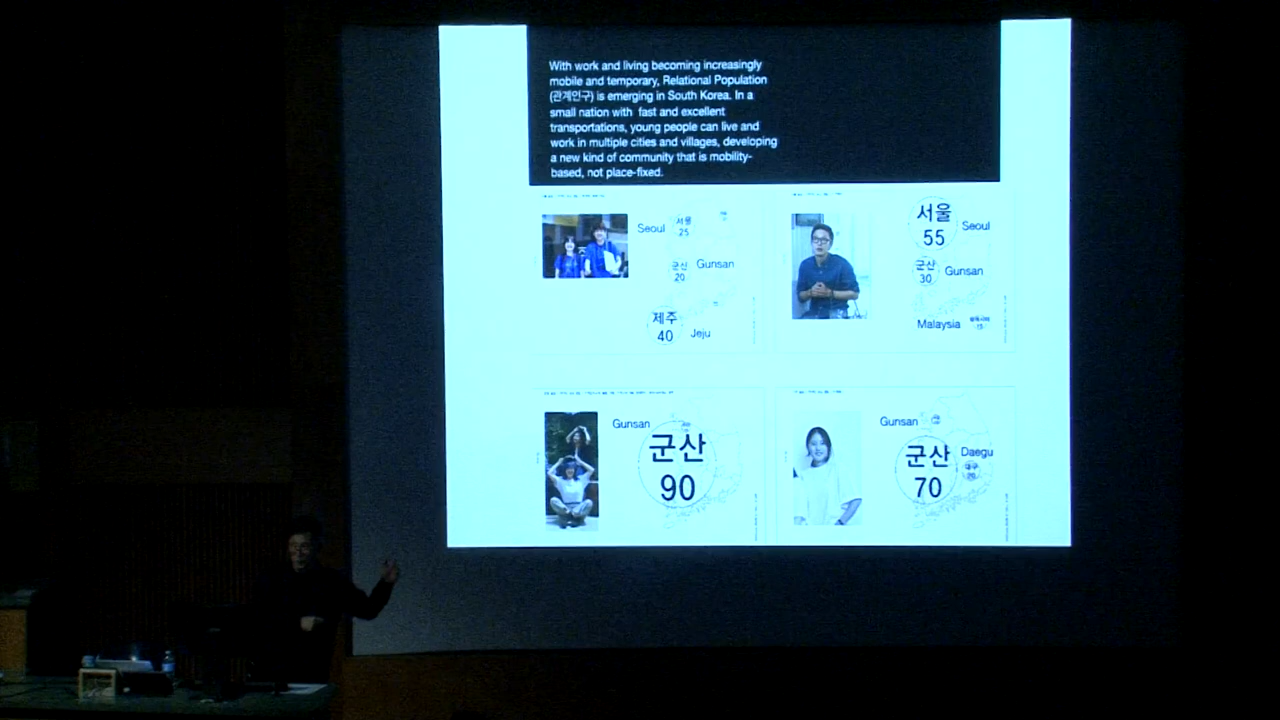 With work and living becoming increasingly
mobile and temporary, Relational Population
(관계인구) is emerging in South Korea. In a
small nation with fast and excellent
transportations, young people can live and
work in multiple cities and villages, developing
a new kind of community that is mobility-
based, not place-fixed.
Seoul 서울
25
군산 Gunsan
20
제주
40 Jeju
서울
55 Seoul
군산
30 Gunsan
Malaysia
Gunsan
군산
90
Gunsan
군산
70
Daegu
대구
20